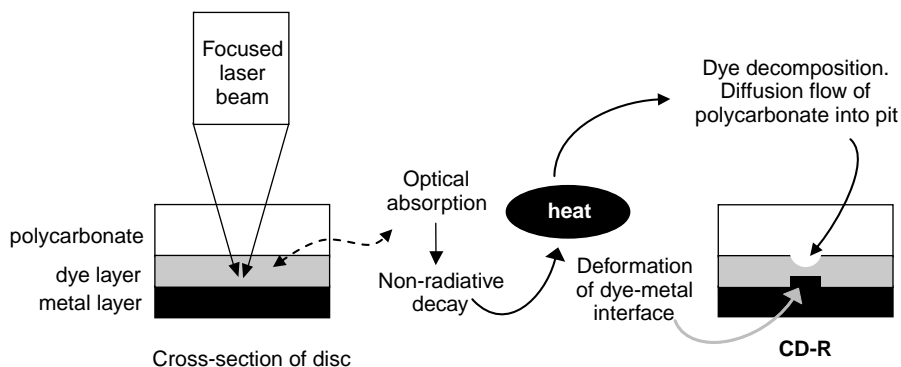 Focused
laser
beam
polycarbonate
dye layer
metal layer
Cross-section of disc
Optical
absorption
Non-radiative
decay
heat
Dye decomposition.
Diffusion flow of
polycarbonate into pit
Deformation
of dye-metal
interface
CD-R